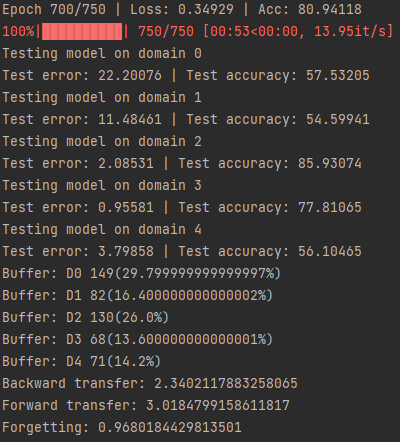 Epoch 700/750 | Loss: 0.34929 | Acc: 80.94118
100%|██████████| 750/750 [00:53<00:00, 13.95it/s]
Testing model on domain 0
Test error: 22.20076 | Test accuracy: 57.53205
Testing model on domain 1
Test error: 11.48461 | Test accuracy: 54.59941
Testing model on domain 2
Test error: 2.08531 | Test accuracy: 85.93074
Testing model on domain 3
Test error: 0.95581 | Test accuracy: 77.81065
Testing model on domain 4
Test error: 3.79858 | Test accuracy: 56.10465
Buffer: D0 149(29.799999999999997%)
Buffer: D1 82(16.400000000000002%)
Buffer: D2 130(26.0%)
Buffer: D3 68(13.600000000000001%)
Buffer: D4 71(14.2%)
Backward transfer: 2.3402117883258065
Forward transfer: 3.0184799158611817
Forgetting: 0.9680184429813501